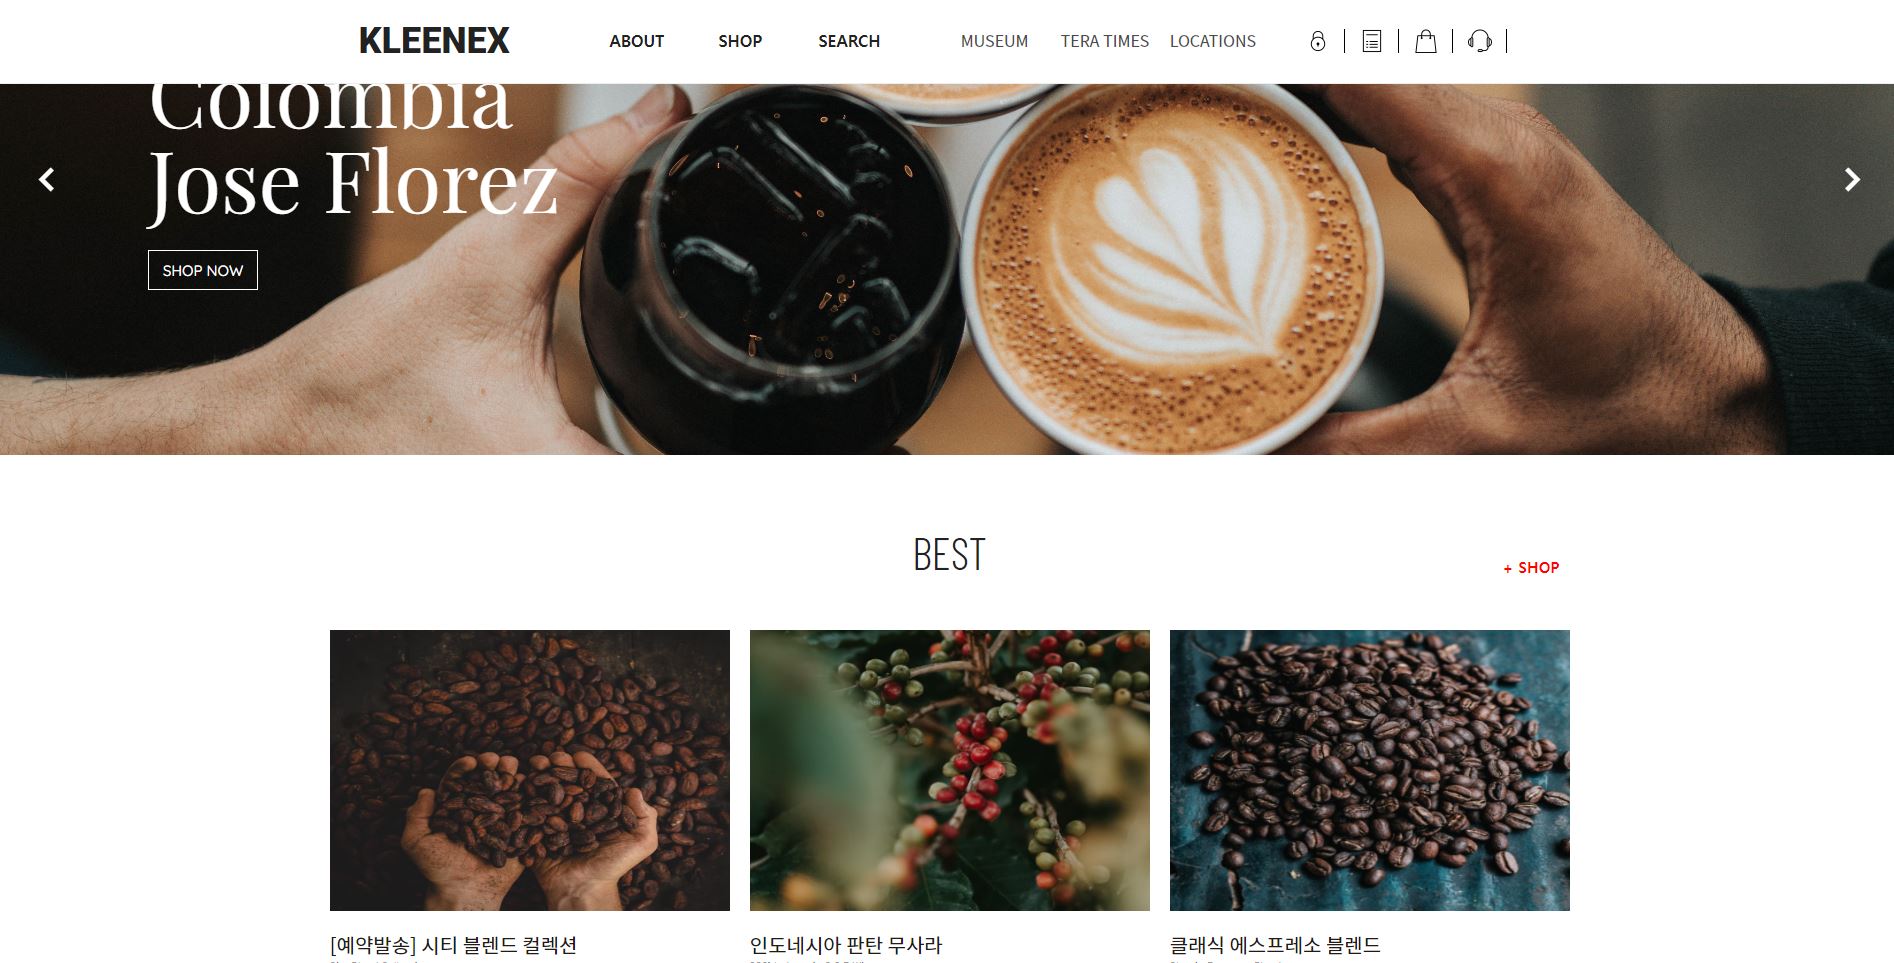 KLEENEX
ABOUT
SHOP
SEARCH
MUSEUM
TERA TIMES
LOCATIONS
Colombia
Jose Florez
SHOP NOW
BEST
+ SHOP
[예약발송] 시티 블렌드 컬렉션
인도네시아 판탄 무사라
클래식 에스프레소 블렌드